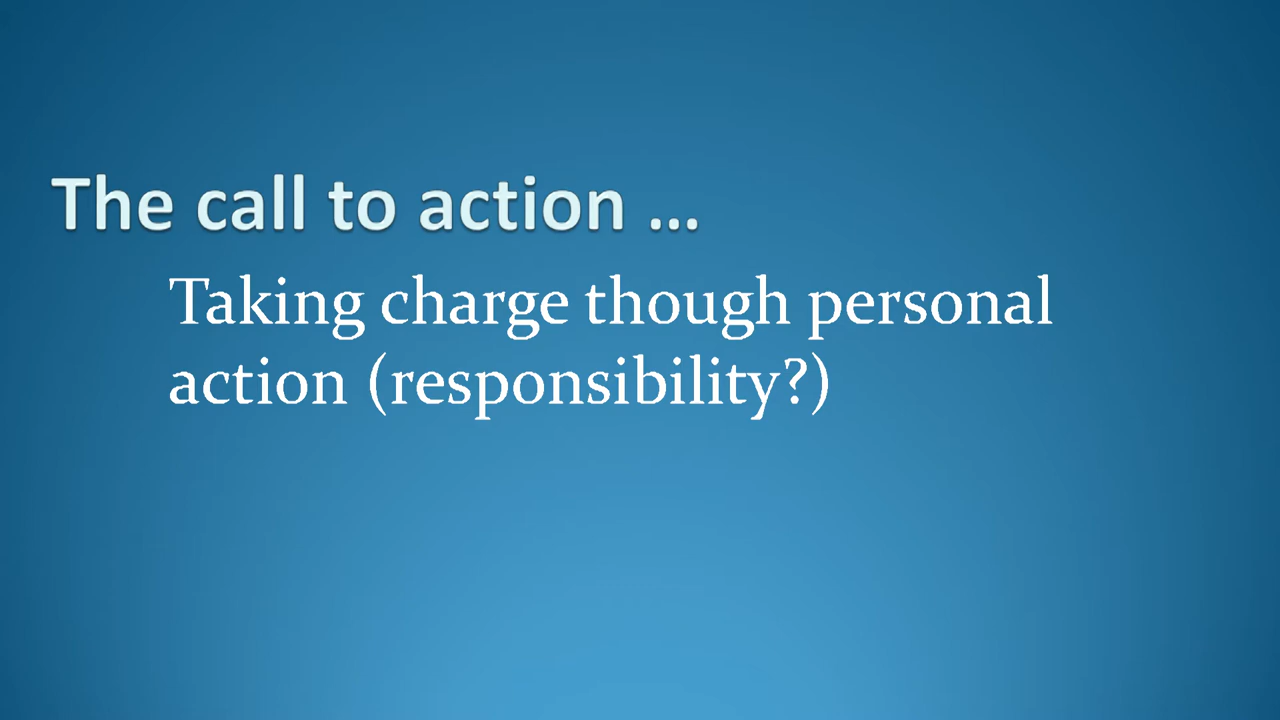 The call to action ...
Taking charge though personal
action (responsibility?)